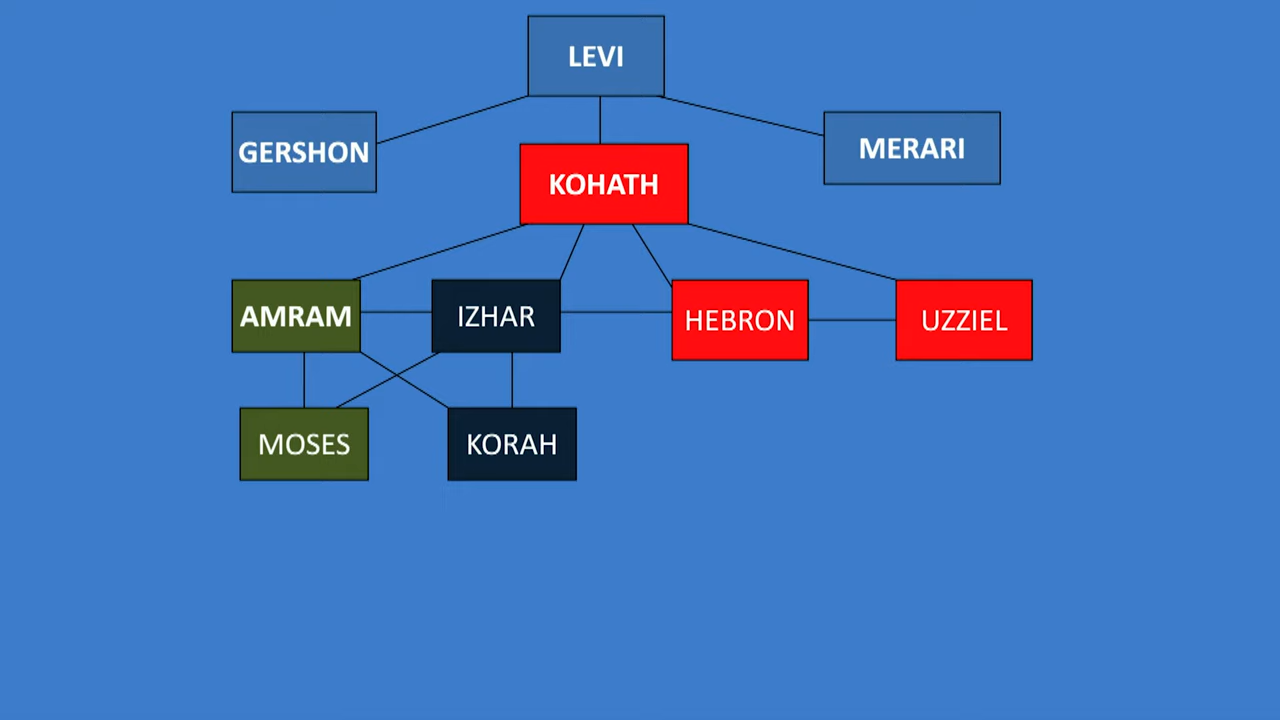 LEVI
GERSHON
MERARI
KOHATH
AMRAM
IZHAR
HEBRON
UZZIEL
MOSES
KORAH